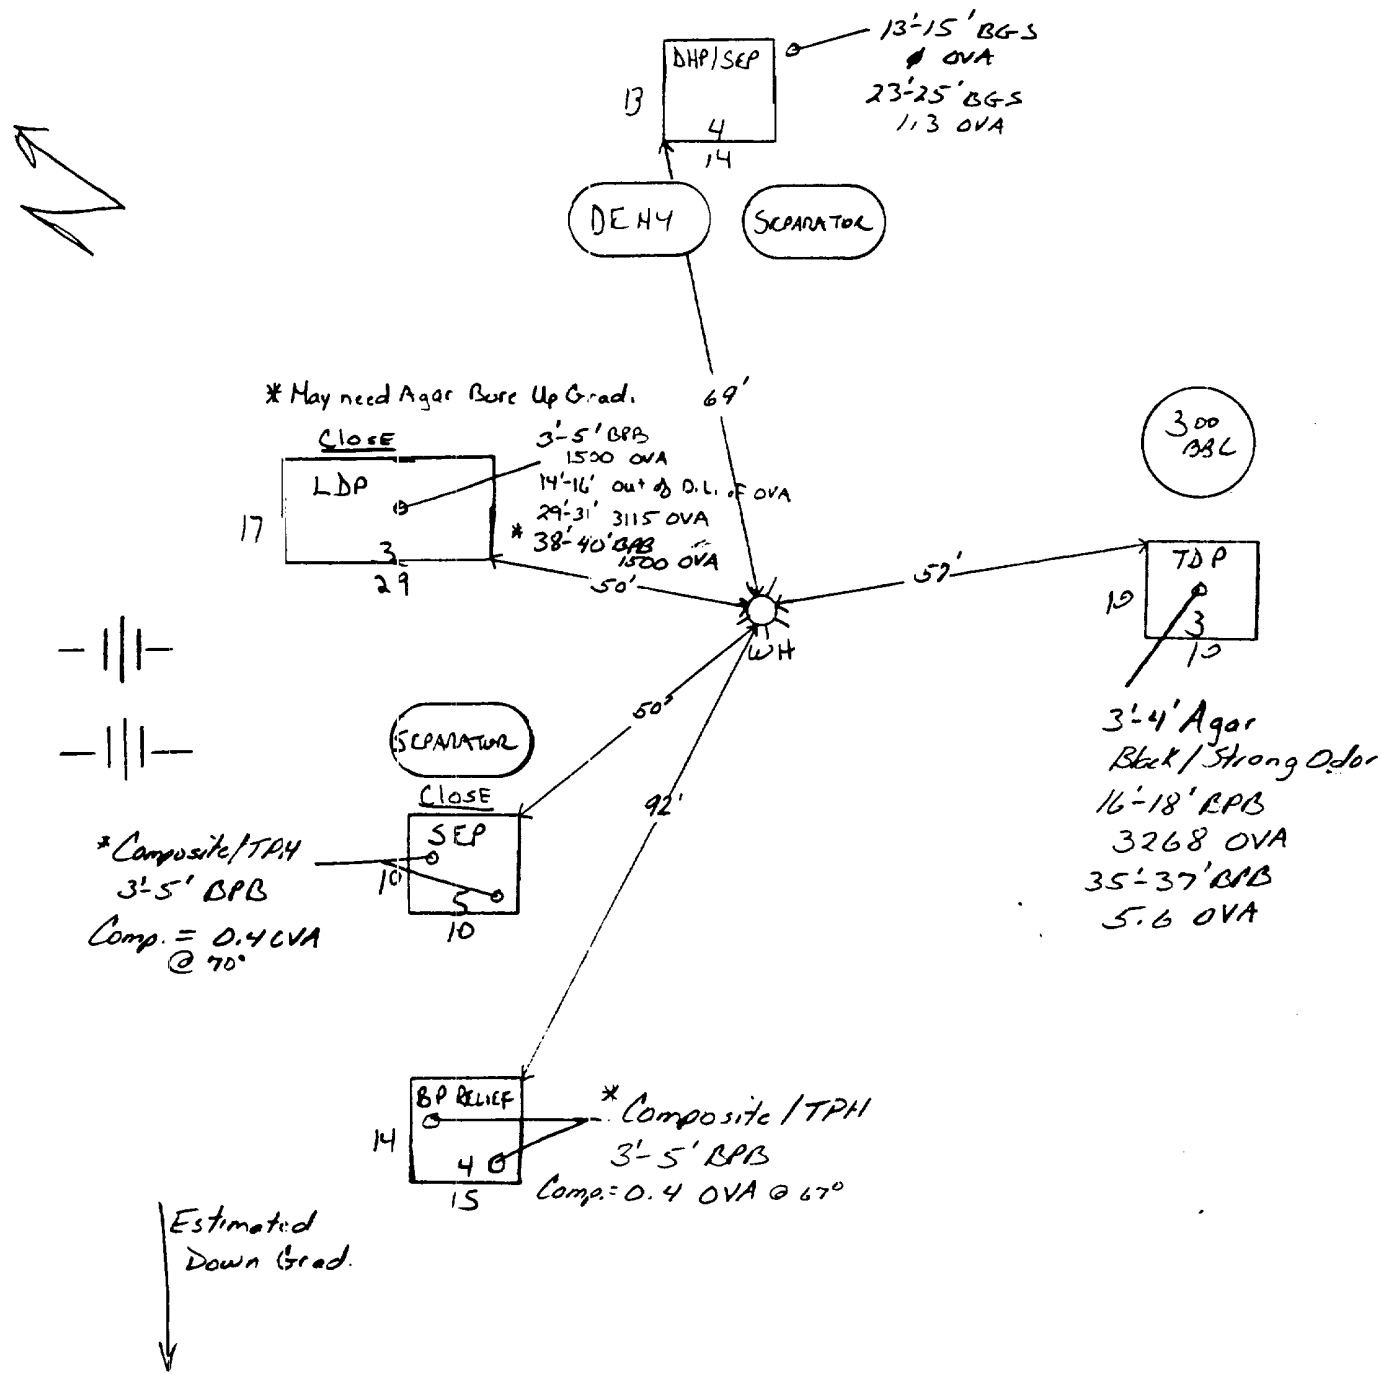 DHP/SEP
13
4
14
13'-15' BGS
0 OVA
23'-25' BGS
1.3 OVA
DEHY
SEPARATOR
69'
* May need Agar Bore Up Grad.
CLOSE
LDP
17
3
29
3'-5' BPB
1500 OVA
14'-16' Out of D.L. of OVA
29'-31' 3115 OVA
* 38'-40' BPB
1500 OVA
50'
300
BBL
57'
TDP
10
3
10
WH
3'-4' Agar
Black/Strong Odor
16'-18' BPB
3268 OVA
35'-37' BPB
5.6 OVA
50'
92'
SEPARATOR
CLOSE
SEP
10
5
10
* Composite/TPH
3'-5' BPB
Comp. = 0.4 OVA
@ 70°
BP RELIEF
14
4
15
* Composite/TPH
3'-5' BPB
Comp. = 0.4 OVA @ 67°
Estimated
Down Grad.